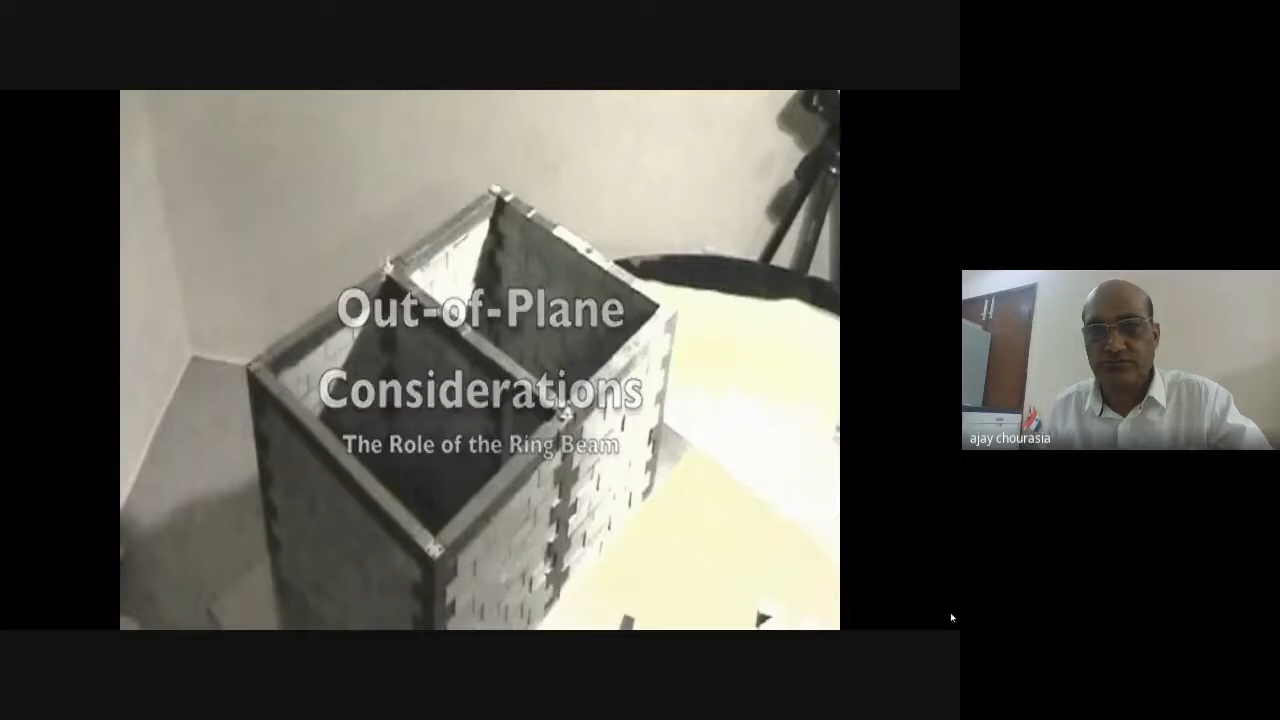 Out-of-Plane
Considerations
The Role of the Ring Beam
ajay chourasia